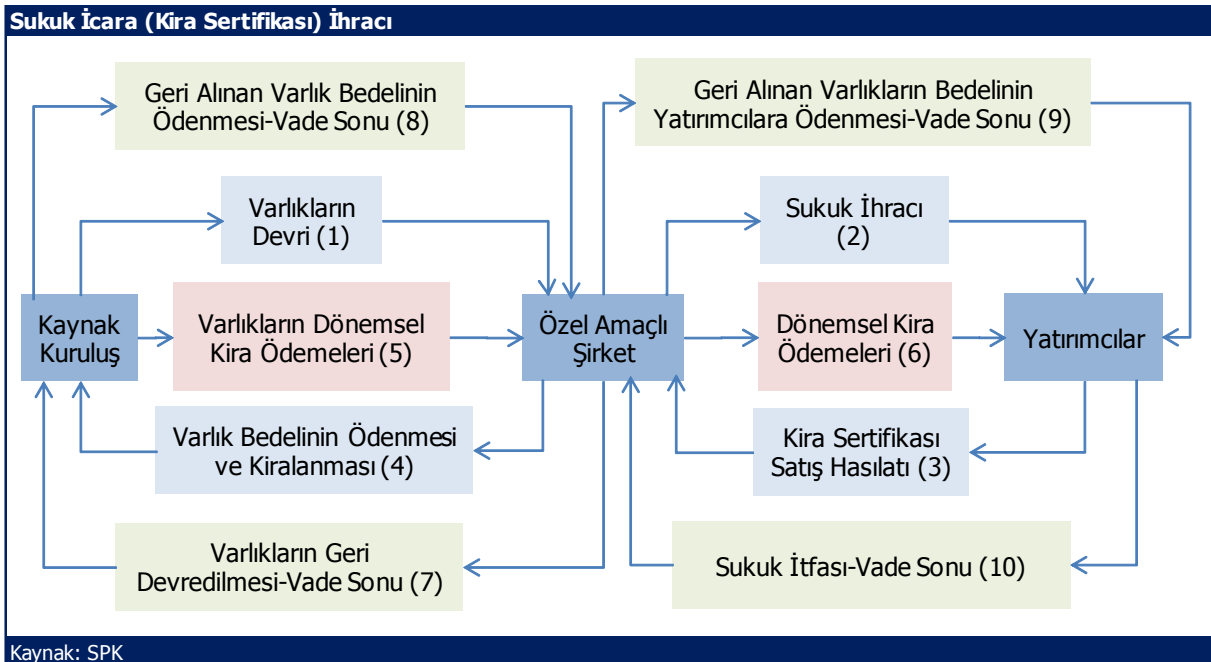 Sukuk İcara (Kira Sertifikası) İhracı
Geri Alınan Varlık Bedelinin
Ödenmesi-Vade Sonu (8)
Geri Alınan Varlıkların Bedelinin
Yatırımcılara Ödenmesi-Vade Sonu (9)
Varlıkların
Devri (1)
Sukuk İhracı
(2)
Kaynak
Kuruluş
Varlıkların Dönemsel
Kira Ödemeleri (5)
Özel Amaçlı
Şirket
Dönemsel Kira
Ödemeleri (6)
Yatırımcılar
Varlık Bedelinin Ödenmesi
ve Kiralanması (4)
Kira Sertifikası
Satış Hasılatı (3)
Varlıkların Geri
Devredilmesi-Vade Sonu (7)
Sukuk İtfası-Vade Sonu (10)
Kaynak: SPK